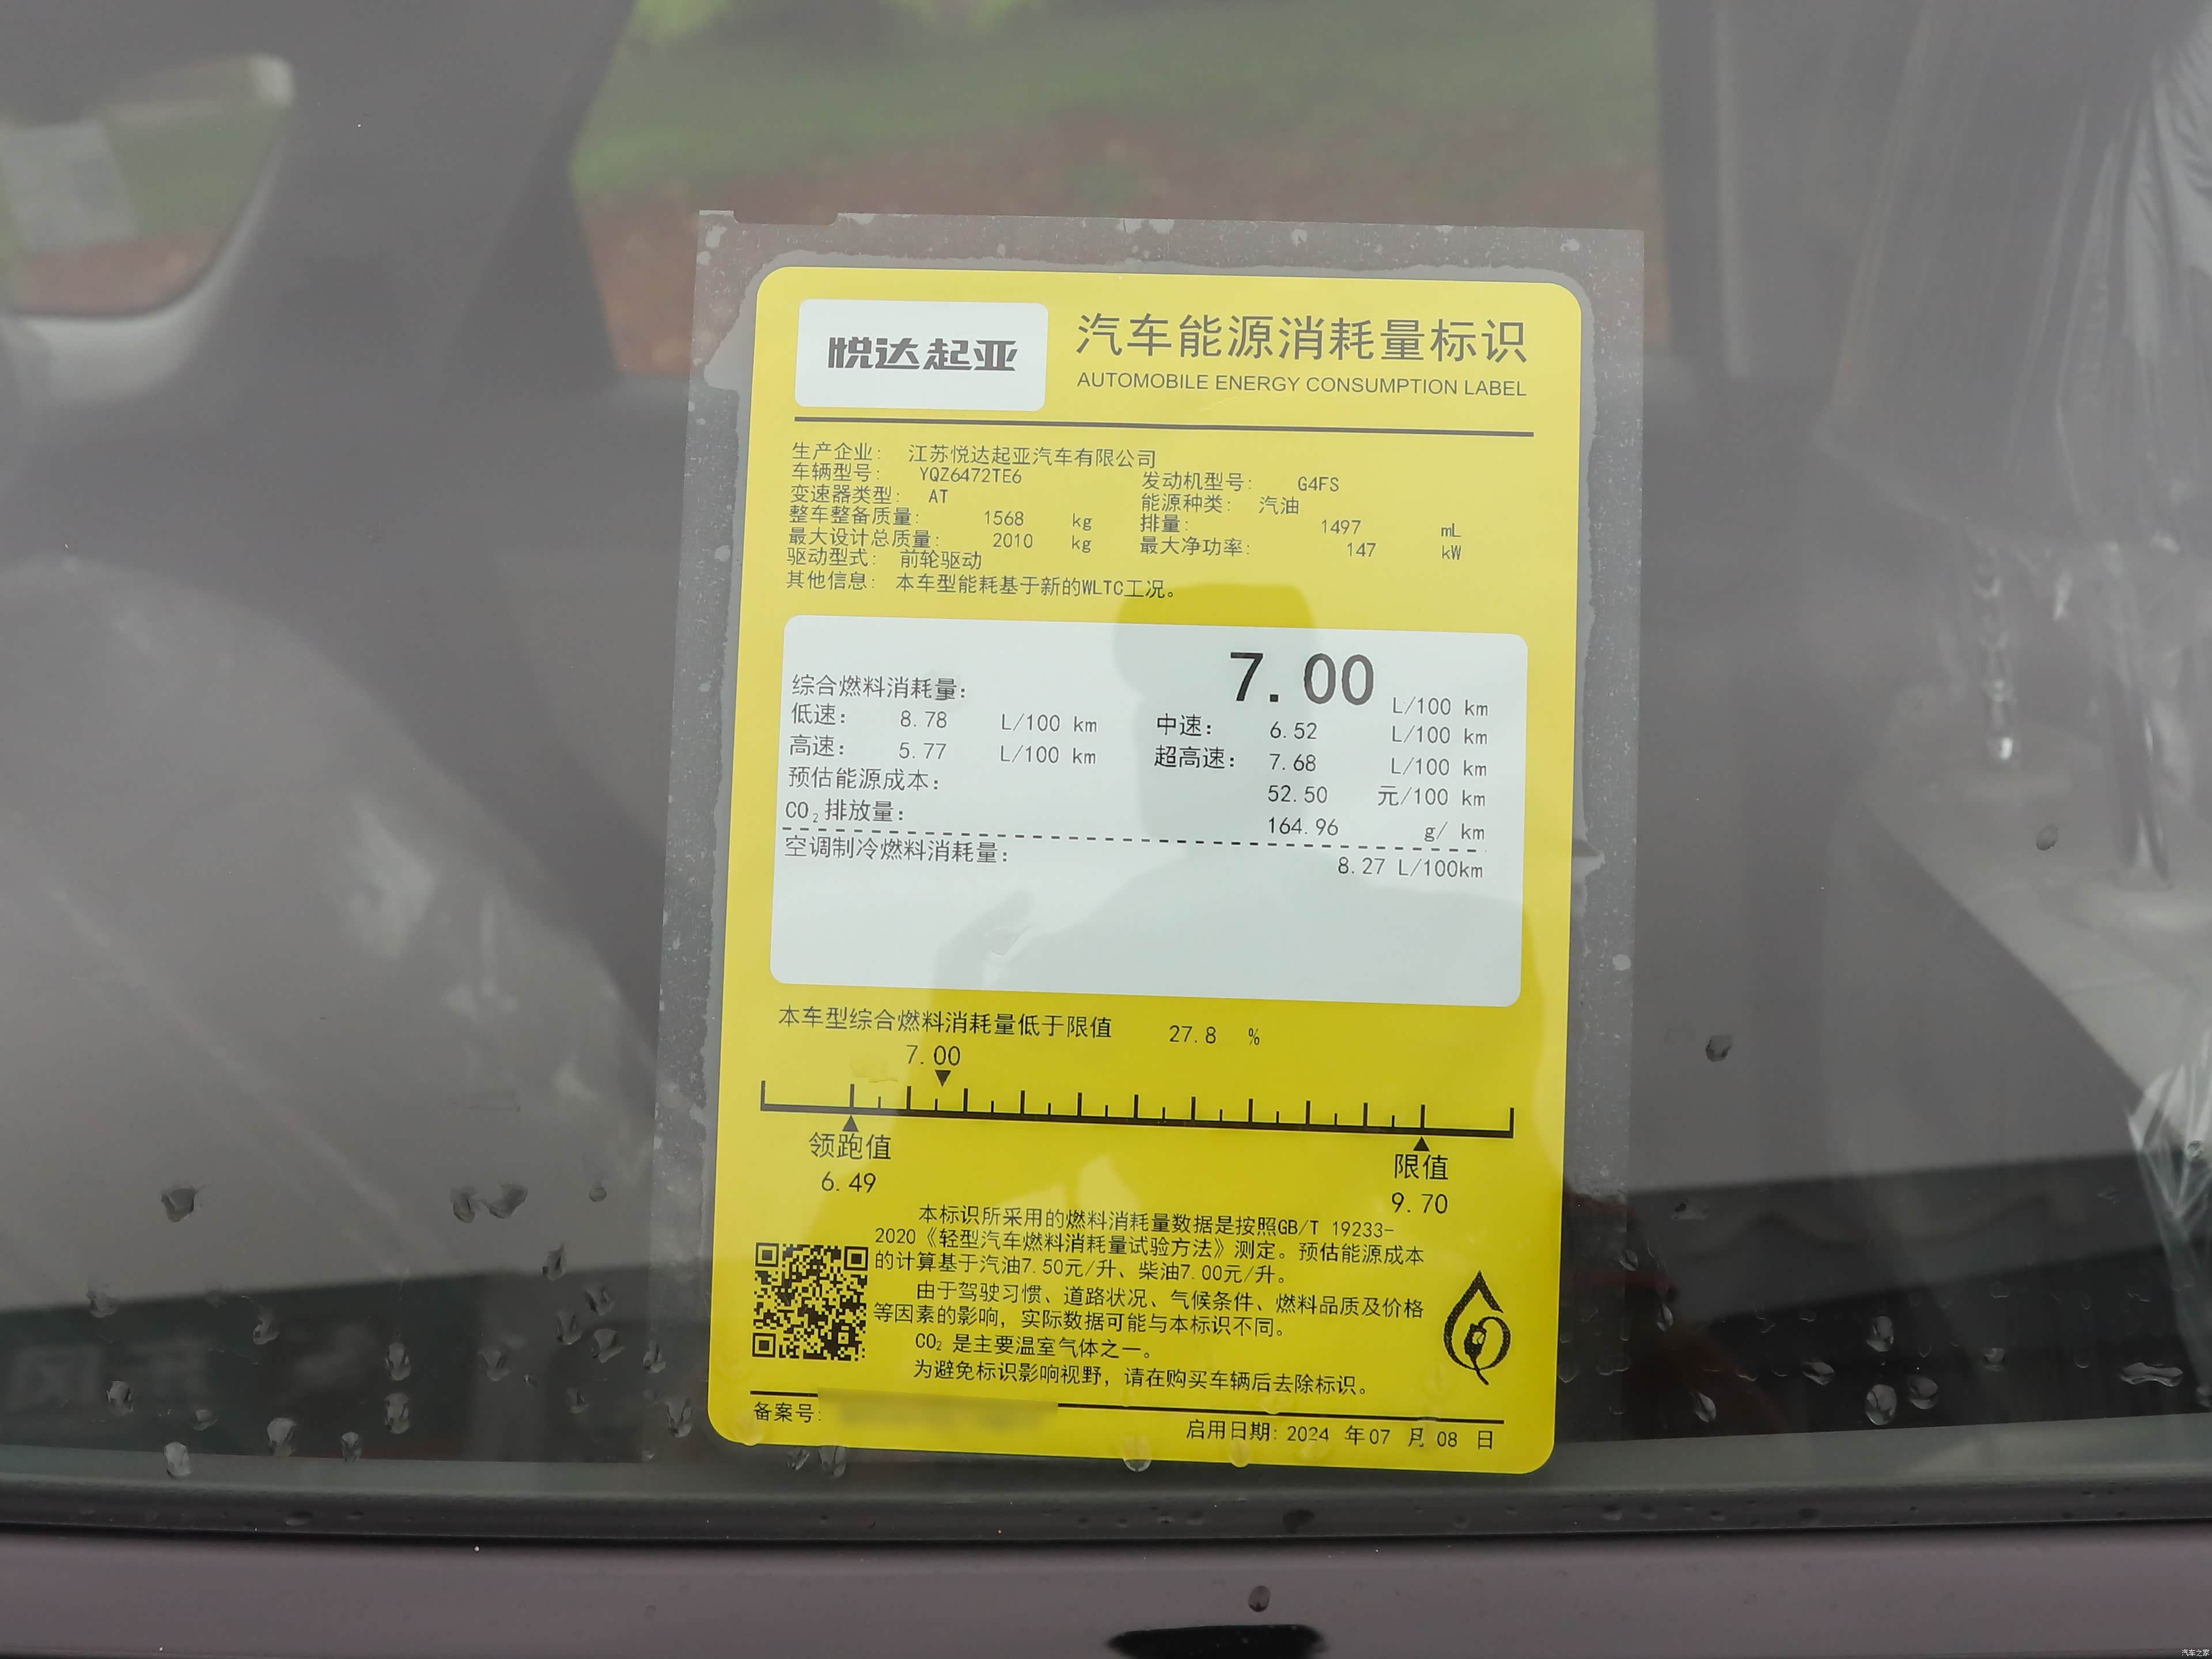 悦达起亚
汽车能源消耗量标识
AUTOMOBILE ENERGY CONSUMPTION LABEL
生产企业: 江苏悦达起亚汽车有限公司
车辆型号: YQZ6472TE6 发动机型号: G4FS
变速器类型: AT 能源种类: 汽油
整车整备质量: 1568 kg 排量: 1497 mL
最大设计总质量: 2010 kg 最大净功率: 147 kW
驱动型式: 前轮驱动
其他信息: 本车型能耗基于新的WLTC工况。
综合燃料消耗量: 7.00 L/100 km
低速: 8.78 L/100 km 中速: 6.52 L/100 km
高速: 5.77 L/100 km 超高速: 7.68 L/100 km
预估能源成本: 52.50 元/100 km
CO₂排放量: 164.96 g/ km
空调制冷燃料消耗量: 8.27 L/100km
本车型综合燃料消耗量低于限值 27.8 %
7.00
领跑值 限值
6.49 9.70
本标识所采用的燃料消耗量数据是按照GB/T 19233-
2020《轻型汽车燃料消耗量试验方法》测定。预估能源成本
的计算基于汽油7.50元/升、柴油7.00元/升。
由于驾驶习惯、道路状况、气候条件、燃料品质及价格
等因素的影响，实际数据可能与本标识不同。
CO₂ 是主要温室气体之一。
为避免标识影响视野，请在购买车辆后去除标识。
备案号:
启用日期: 2024 年07 月 08 日
汽车之家